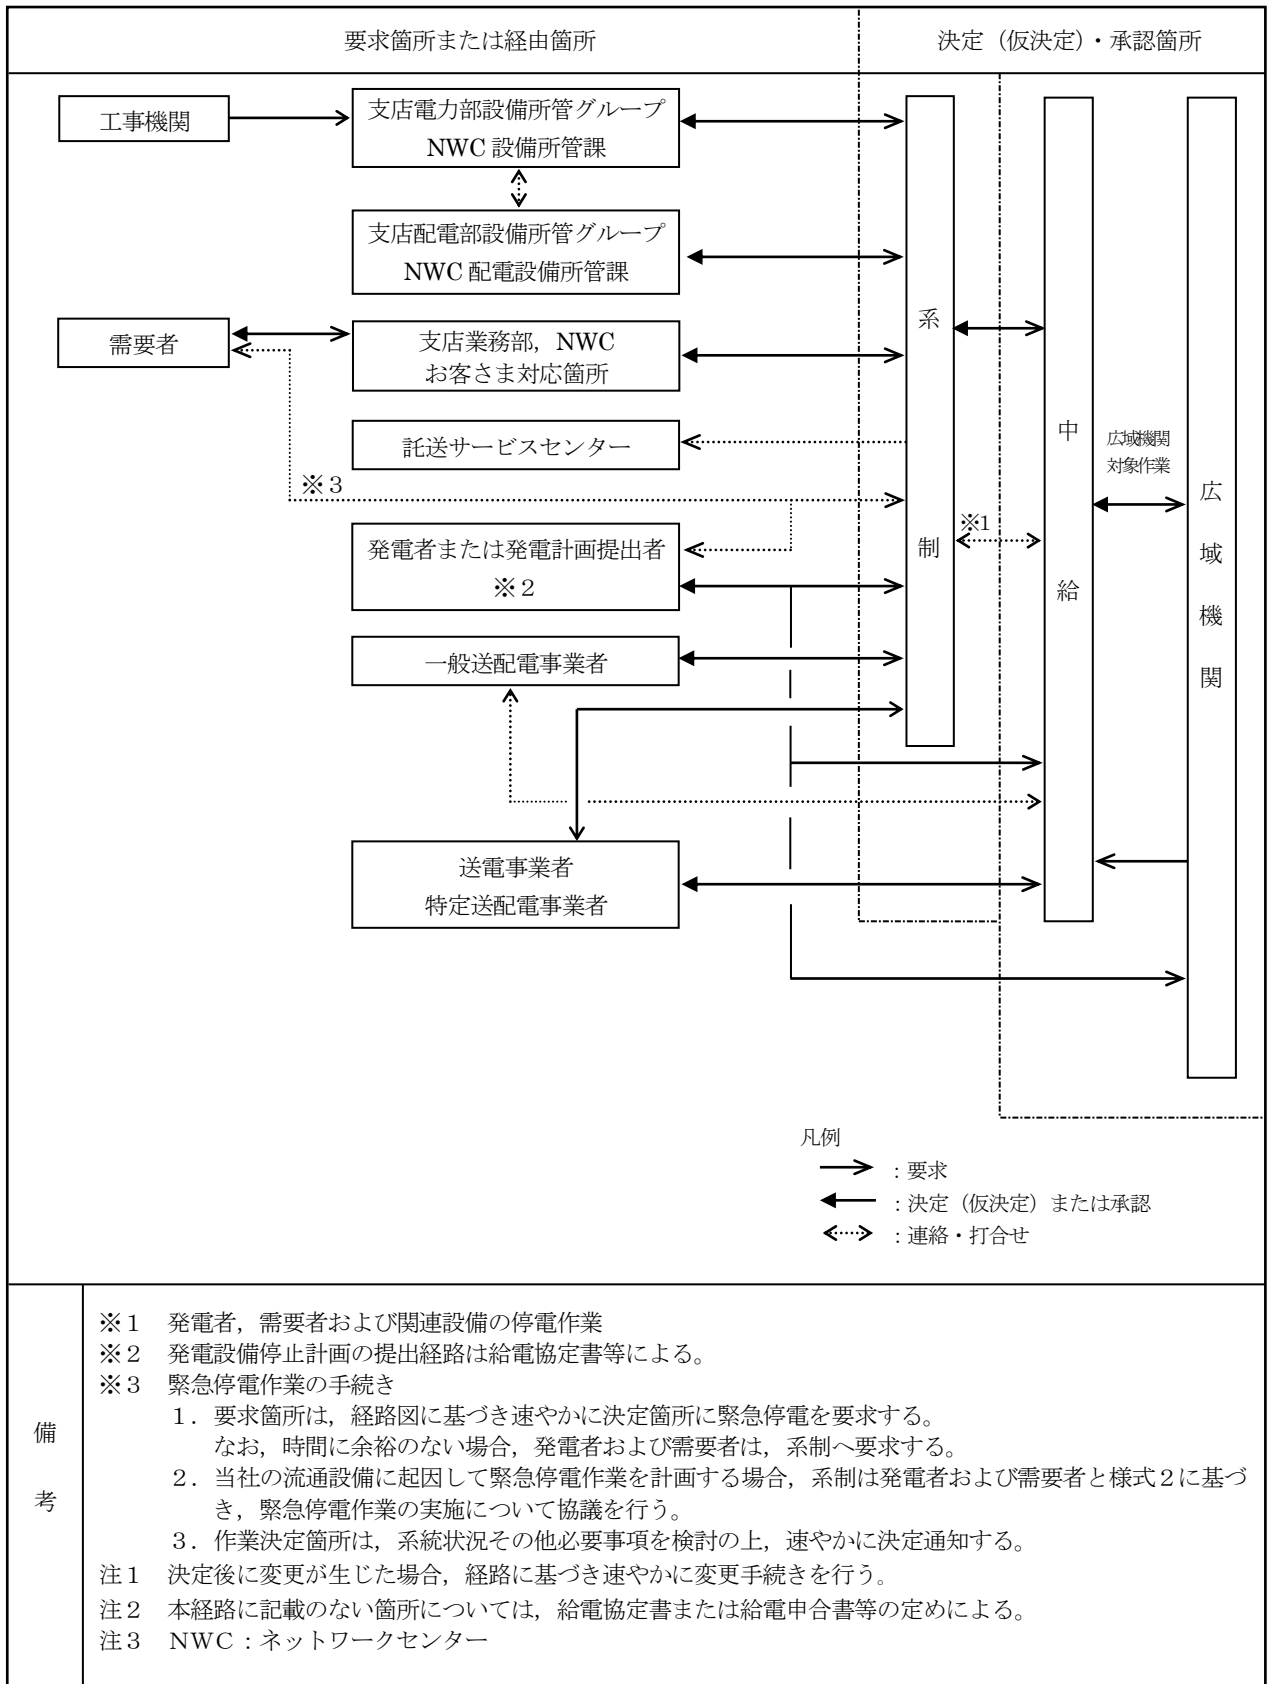 要求箇所または経由箇所
決定（仮決定）・承認箇所
工事機関
支店電力部設備所管グループ
NWC 設備所管課
支店配電部設備所管グループ
NWC 配電設備所管課
需要者
支店業務部，NWC
お客さま対応箇所
託送サービスセンター
※３
発電者または発電計画提出者
※２
一般送配電事業者
送電事業者
特定送配電事業者
系制
※1
中給
広域機関
対象作業
広域機関
凡例
：要求
：決定（仮決定）または承認
：連絡・打合せ
備考
※１　発電者，需要者および関連設備の停電作業
※２　発電設備停止計画の提出経路は給電協定書等による。
※３　緊急停電作業の手続き
１．要求箇所は，経路図に基づき速やかに決定箇所に緊急停電を要求する。
なお，時間に余裕のない場合，発電者および需要者は，系制へ要求する。
２．当社の流通設備に起因して緊急停電作業を計画する場合，系制は発電者および需要者と様式２に基づ
き，緊急停電作業の実施について協議を行う。
３．作業決定箇所は，系統状況その他必要事項を検討の上，速やかに決定通知する。
注１　決定後に変更が生じた場合，経路に基づき速やかに変更手続きを行う。
注２　本経路に記載のない箇所については，給電協定書または給電申合書等の定めによる。
注３　NWC：ネットワークセンター